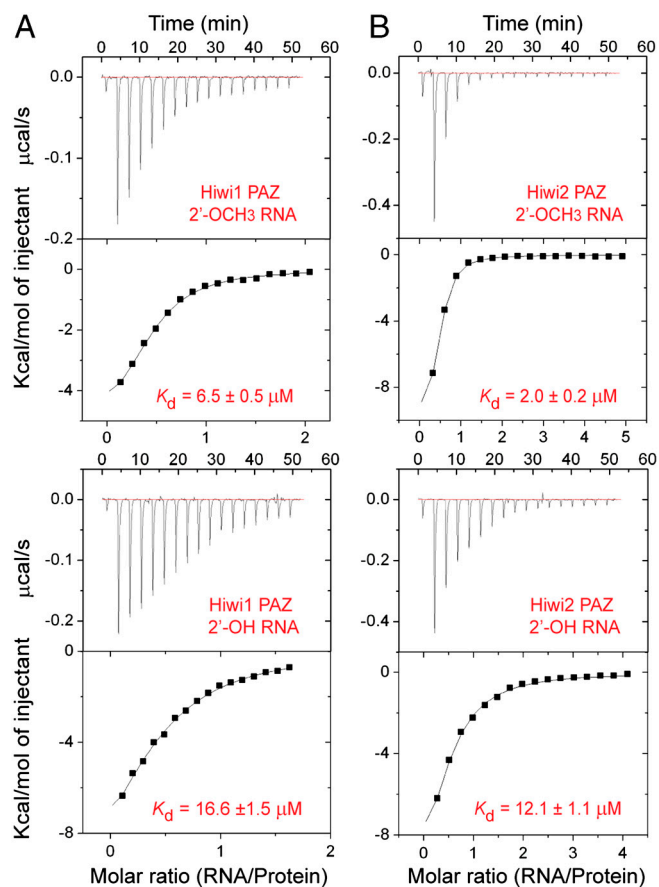 A
Time (min)
0 10 20 30 40 50 60
0.0
-0.1
-0.2
µcal/s
Hiwi1 PAZ
2'-OCH3 RNA
0
-2
-4
Kcal/mol of injectant
Kd = 6.5 ± 0.5 µM
0 1 2
B
Time (min)
0 10 20 30 40 50 60
0.0
-0.2
-0.4
Hiwi2 PAZ
2'-OCH3 RNA
0
-4
-8
Kd = 2.0 ± 0.2 µM
0 1 2 3 4 5
0 10 20 30 40 50 60
0.0
-0.1
-0.2
µcal/s
Hiwi1 PAZ
2'-OH RNA
0
-4
-8
Kcal/mol of injectant
Kd = 16.6 ±1.5 µM
0 1 2
Molar ratio (RNA/Protein)
0 10 20 30 40 50 60
0.0
-0.2
-0.4
Hiwi2 PAZ
2'-OH RNA
0
-4
-8
Kd = 12.1 ± 1.1 µM
0 1 2 3 4
Molar ratio (RNA/Protein)